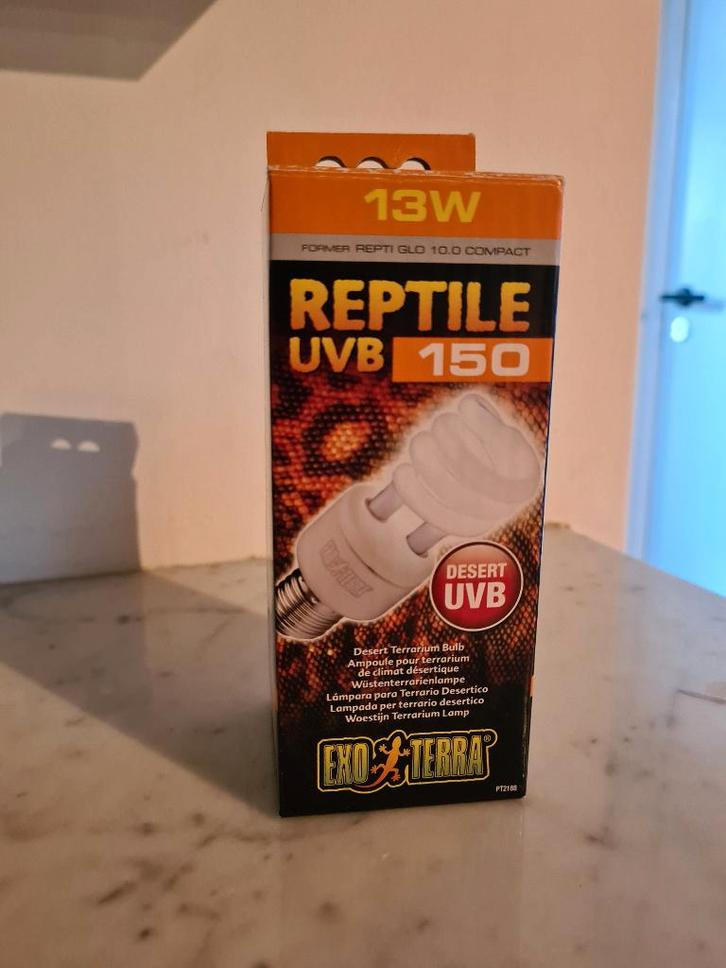 13W
FORMER REPTI GLO 10.0 COMPACT
REPTILE
UVB 150
DESERT
UVB
Desert Terrarium Bulb
Ampoule pour terrarium
de climat désertique
Wüstenterrarienlampe
Lámpara para Terrario Desertico
Lampada per terrario desertico
Woestijn Terrarium Lamp
EXO TERRA®
PT2188